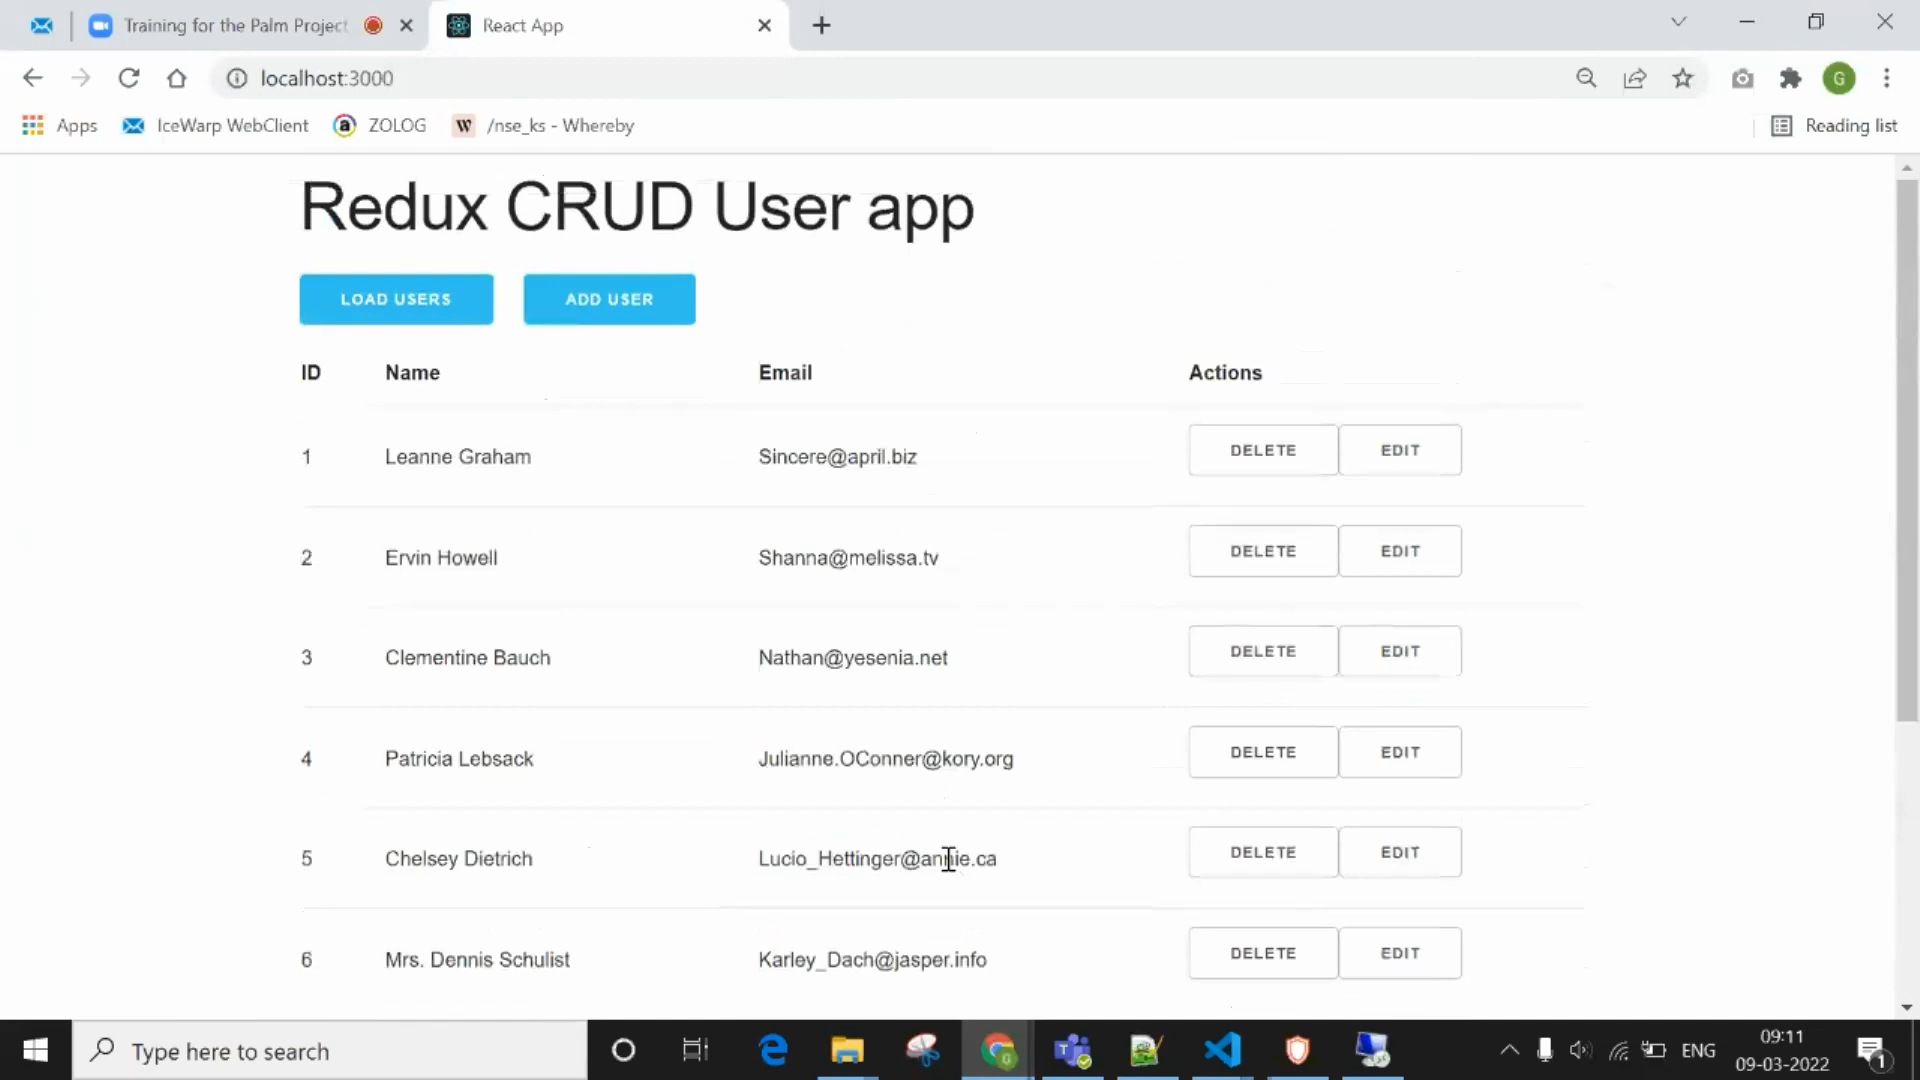 Training for the Palm Project
React App
localhost:3000
G
Apps
IceWarp WebClient
a
ZOLOG
W
/nse_ks - Whereby
Reading list
Redux CRUD User app
LOAD USERS
ADD USER
ID Name Email Actions
1 Leanne Graham Sincere@april.biz DELETE EDIT
2 Ervin Howell Shanna@melissa.tv DELETE EDIT
3 Clementine Bauch Nathan@yesenia.net DELETE EDIT
4 Patricia Lebsack Julianne.OConner@kory.org DELETE EDIT
5 Chelsey Dietrich Lucio_Hettinger@annie.ca DELETE EDIT
6 Mrs. Dennis Schulist Karley_Dach@jasper.info DELETE EDIT
Type here to search
G
ENG
09:11
09-03-2022
1